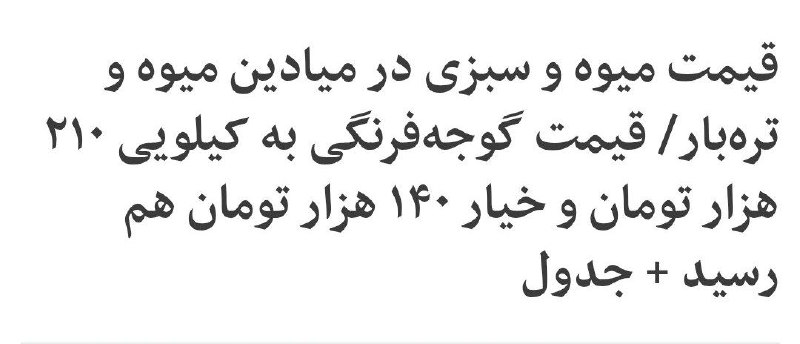 قیمت میوه و سبزی در میادین میوه و
تره‌بار/ قیمت گوجه‌فرنگی به کیلویی ۲۱۰
هزار تومان و خیار ۱۴۰ هزار تومان هم
رسید + جدول